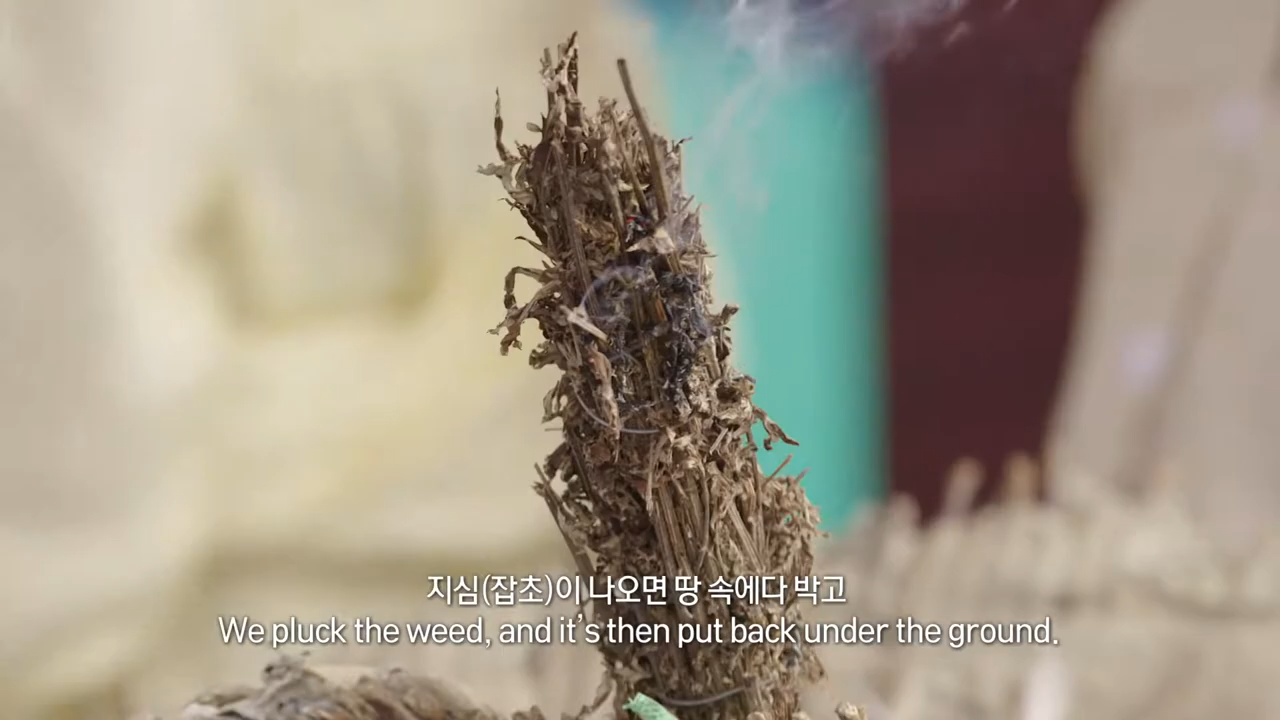 지심(잡초)이 나오면 땅 속에다 박고
We pluck the weed, and it's then put back under the ground.